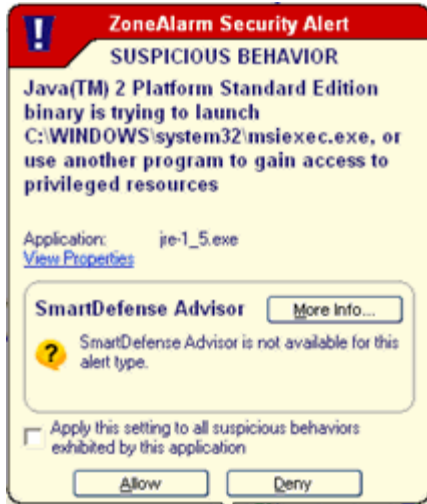 ZoneAlarm Security Alert
SUSPICIOUS BEHAVIOR
Java(TM) 2 Platform Standard Edition
binary is trying to launch
C:\WINDOWS\system32\msiexec.exe, or
use another program to gain access to
privileged resources
Application: jre-1_5.exe
View Properties
SmartDefense Advisor More Info...
SmartDefense Advisor is not available for this
alert type.
Apply this setting to all suspicious behaviors
exhibited by this application
Allow Deny